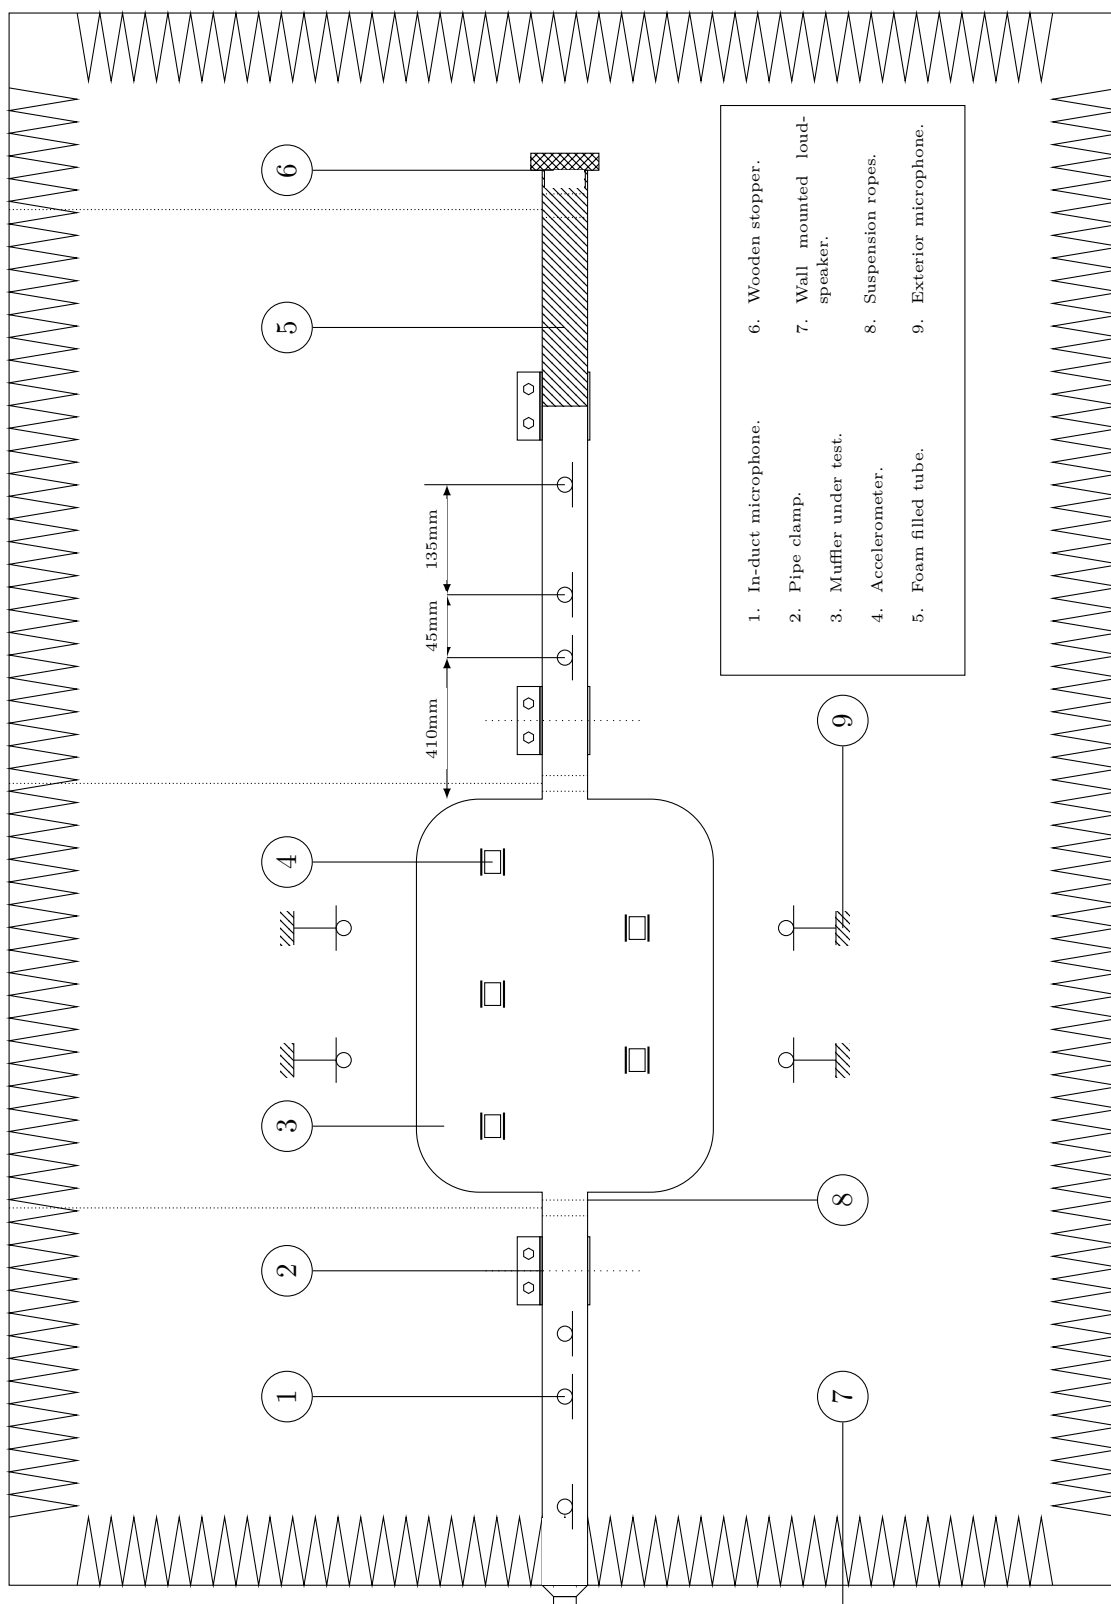 6
5
4
3
2
1
9
8
7
410mm
45mm
135mm
1. In-duct microphone.
2. Pipe clamp.
3. Muffler under test.
4. Accelerometer.
5. Foam filled tube.
6. Wooden stopper.
7. Wall mounted loud-
speaker.
8. Suspension ropes.
9. Exterior microphone.